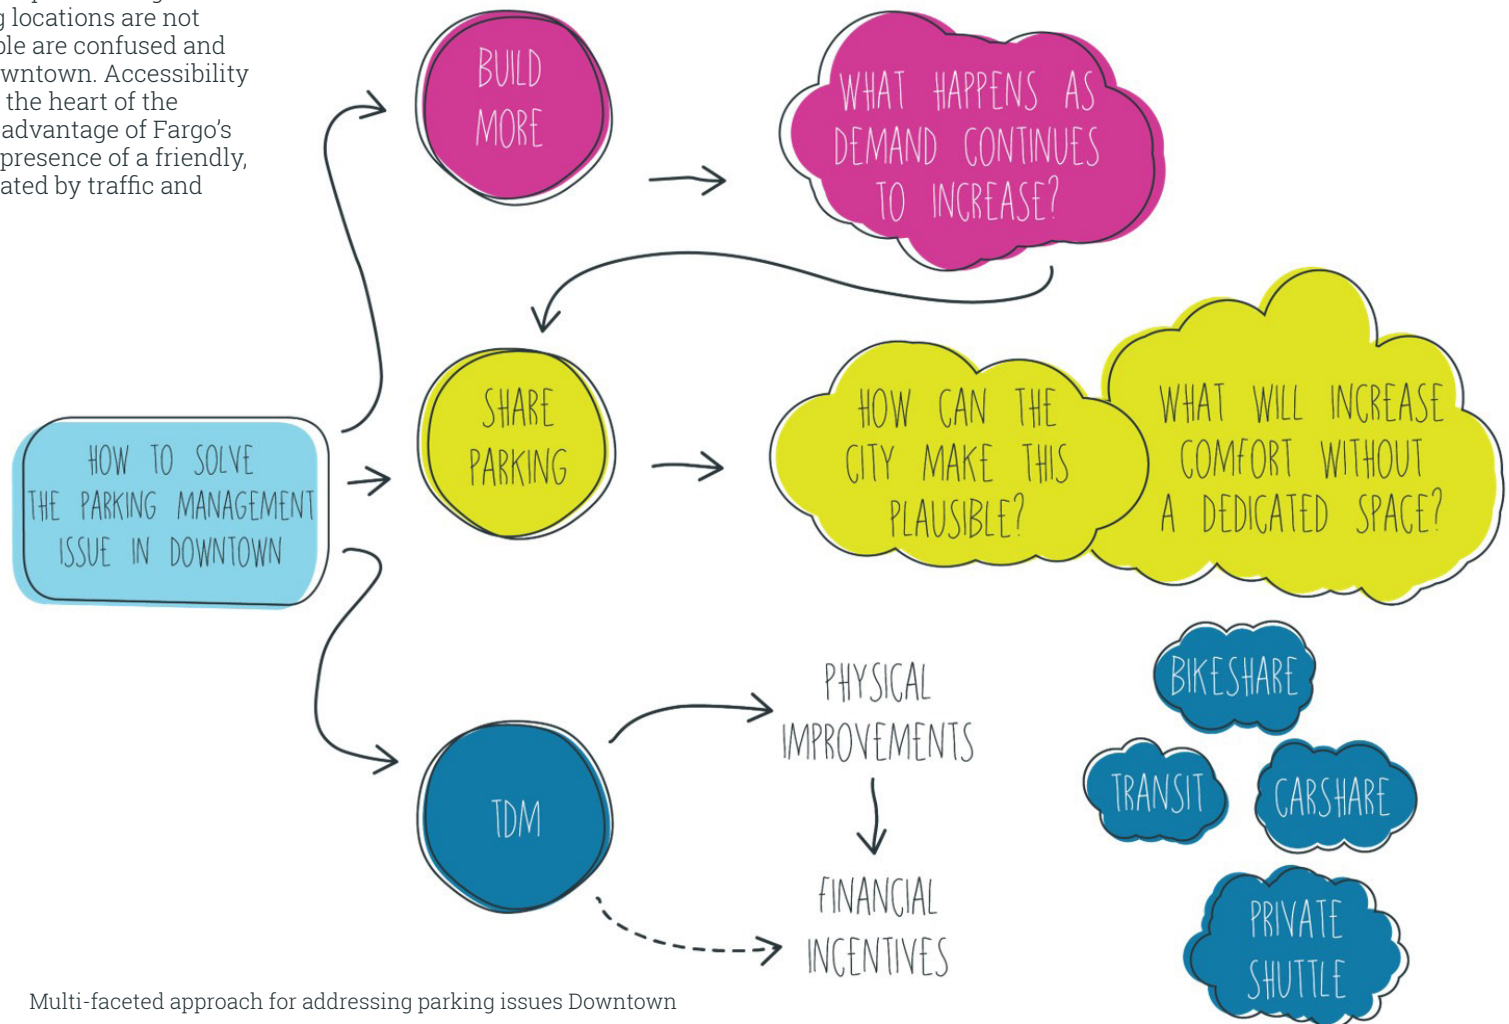 g locations are not
ple are confused and
wntown. Accessibility
the heart of the
advantage of Fargo's
presence of a friendly,
ated by traffic and
BUILD
MORE
WHAT HAPPENS AS
DEMAND CONTINUES
TO INCREASE?
SHARE
PARKING
HOW CAN THE
CITY MAKE THIS
PLAUSIBLE?
WHAT WILL INCREASE
COMFORT WITHOUT
A DEDICATED SPACE?
HOW TO SOLVE
THE PARKING MANAGEMENT
ISSUE IN DOWNTOWN
TDM
PHYSICAL
IMPROVEMENTS
FINANCIAL
INCENTIVES
BIKESHARE
TRANSIT
CARSHARE
PRIVATE
SHUTTLE
Multi-faceted approach for addressing parking issues Downtown